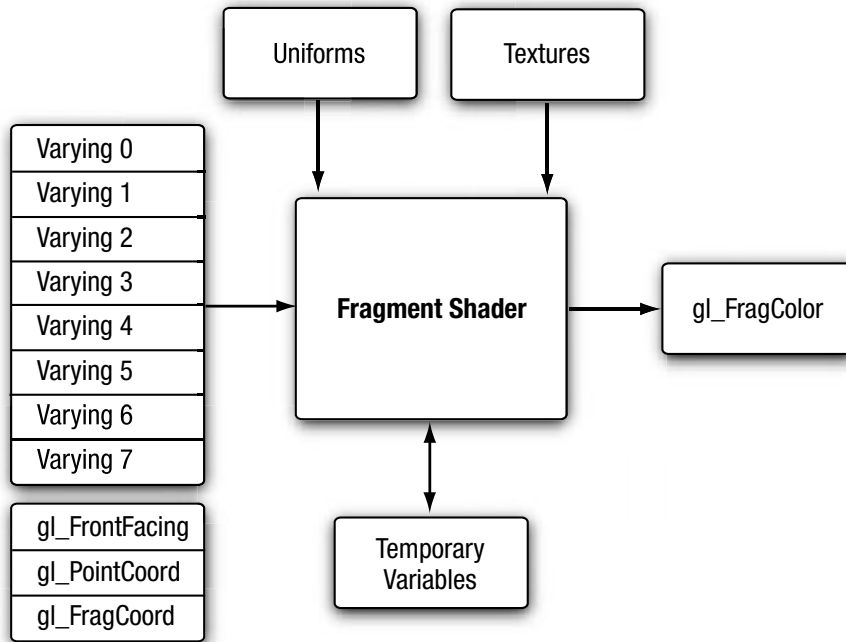 Uniforms
Textures
Varying 0
Varying 1
Varying 2
Varying 3
Varying 4
Varying 5
Varying 6
Varying 7
gl_FrontFacing
gl_PointCoord
gl_FragCoord
Fragment Shader
gl_FragColor
Temporary
Variables